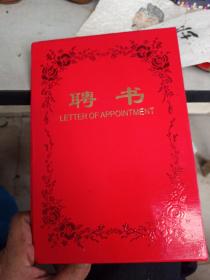 聘书
LETTER OF APPOINTMENT